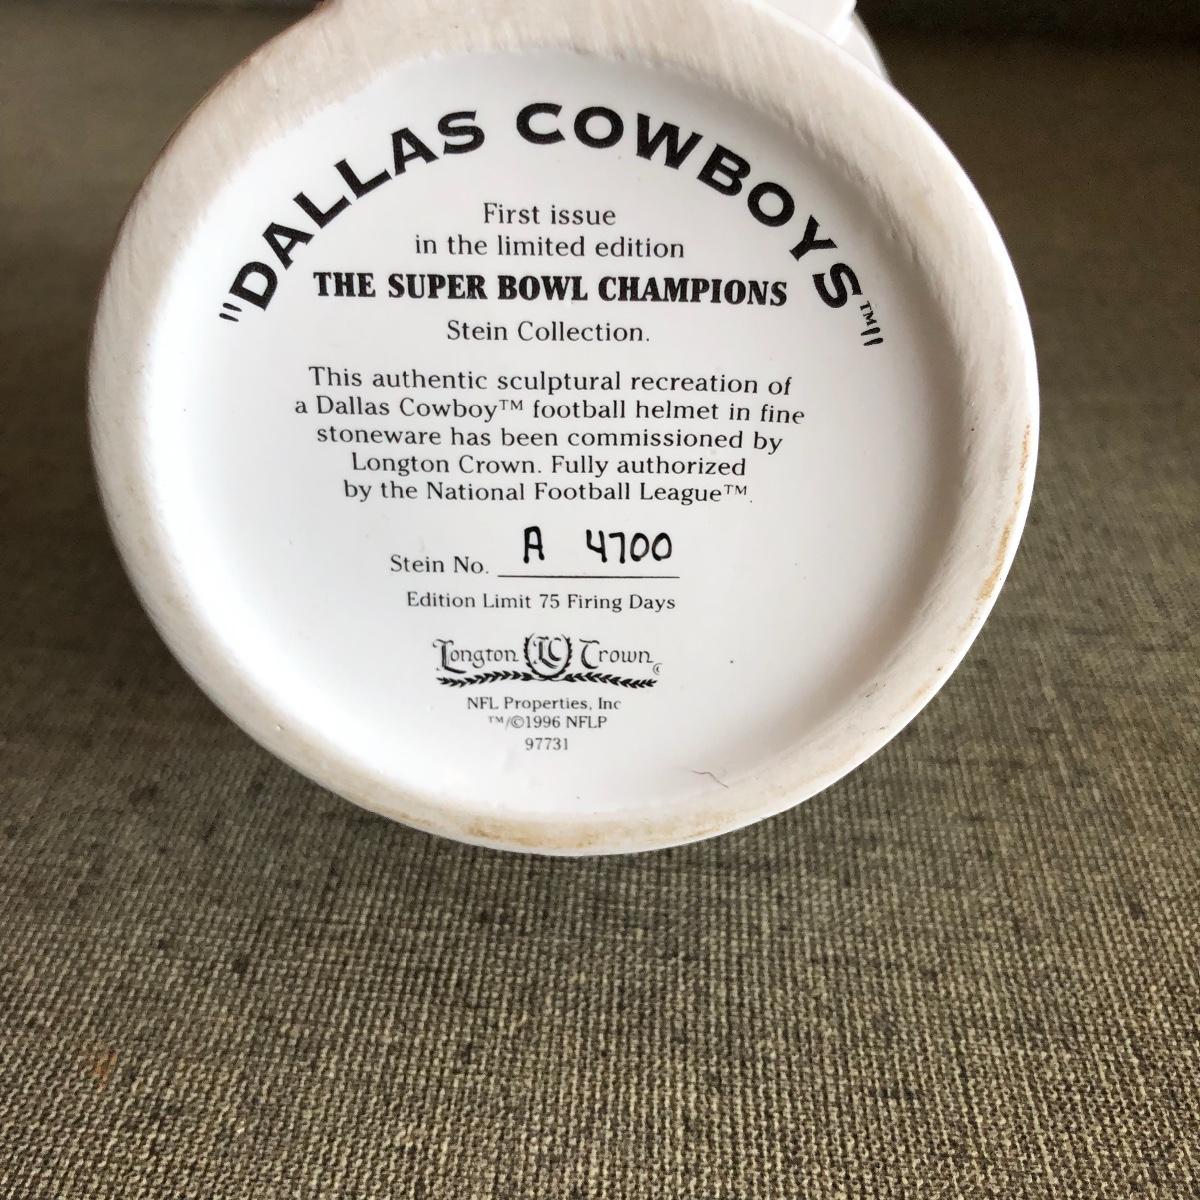 "DALLAS COWBOYS™"
First issue
in the limited edition
THE SUPER BOWL CHAMPIONS
Stein Collection.
This authentic sculptural recreation of
a Dallas Cowboy™ football helmet in fine
stoneware has been commissioned by
Longton Crown. Fully authorized
by the National Football League™.
Stein No. A 4700
Edition Limit 75 Firing Days
Longton LC Crown
NFL Properties, Inc
™/©1996 NFLP
97731